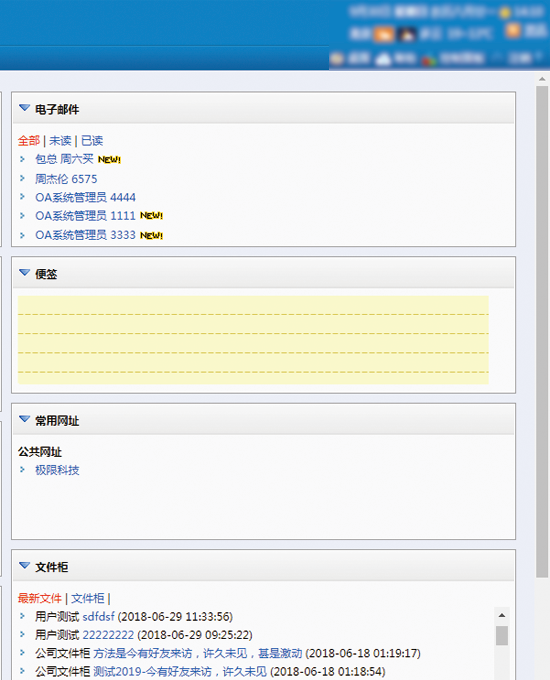 电子邮件
全部 | 未读 | 已读
包总 周六买 NEW!
周杰伦 6575
OA系统管理员 4444
OA系统管理员 1111 NEW!
OA系统管理员 3333 NEW!
便签
常用网址
公共网址
极限科技
文件柜
最新文件 | 文件柜 |
用户测试 sdfdsf (2018-06-29 11:33:56)
用户测试 22222222 (2018-06-29 09:25:22)
公司文件柜 方法是今有好友来访，许久未见，甚是激动 (2018-06-18 01:19:17)
公司文件柜 测试2019-今有好友来访，许久未见 (2018-06-18 01:18:54)